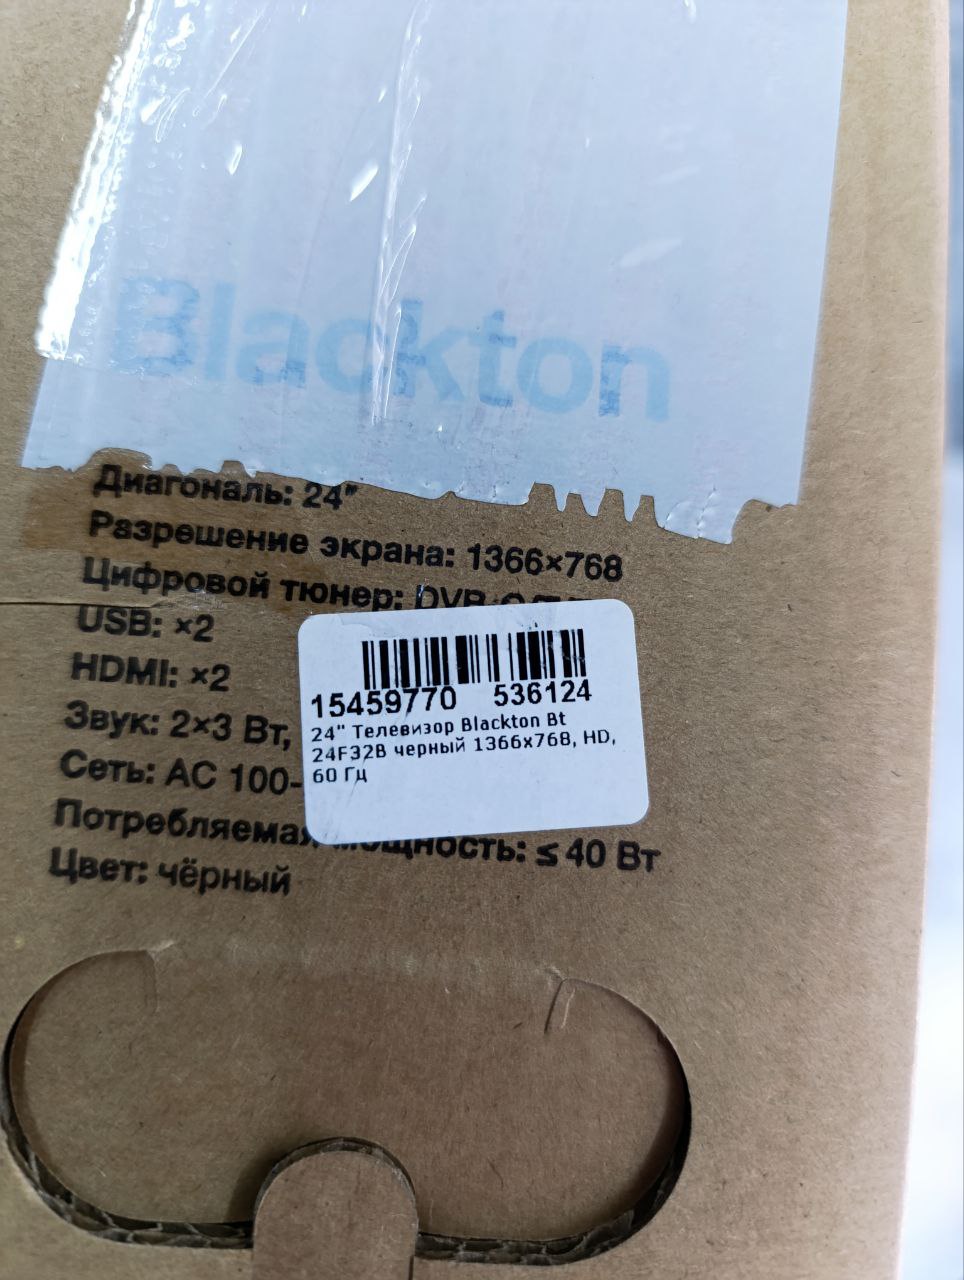 Blackton
Диагональ: 24"
Разрешение экрана: 1366×768
Цифровой тюнер:
USB: ×2
HDMI: ×2
Звук: 2×3 Вт,
Сеть: AC 100-
15459770 536124
24" Телевизор Blackton Bt
24F32B черный 1366x768, HD,
60 Гц
Потребляемая мощность: ≤ 40 Вт
Цвет: чёрный